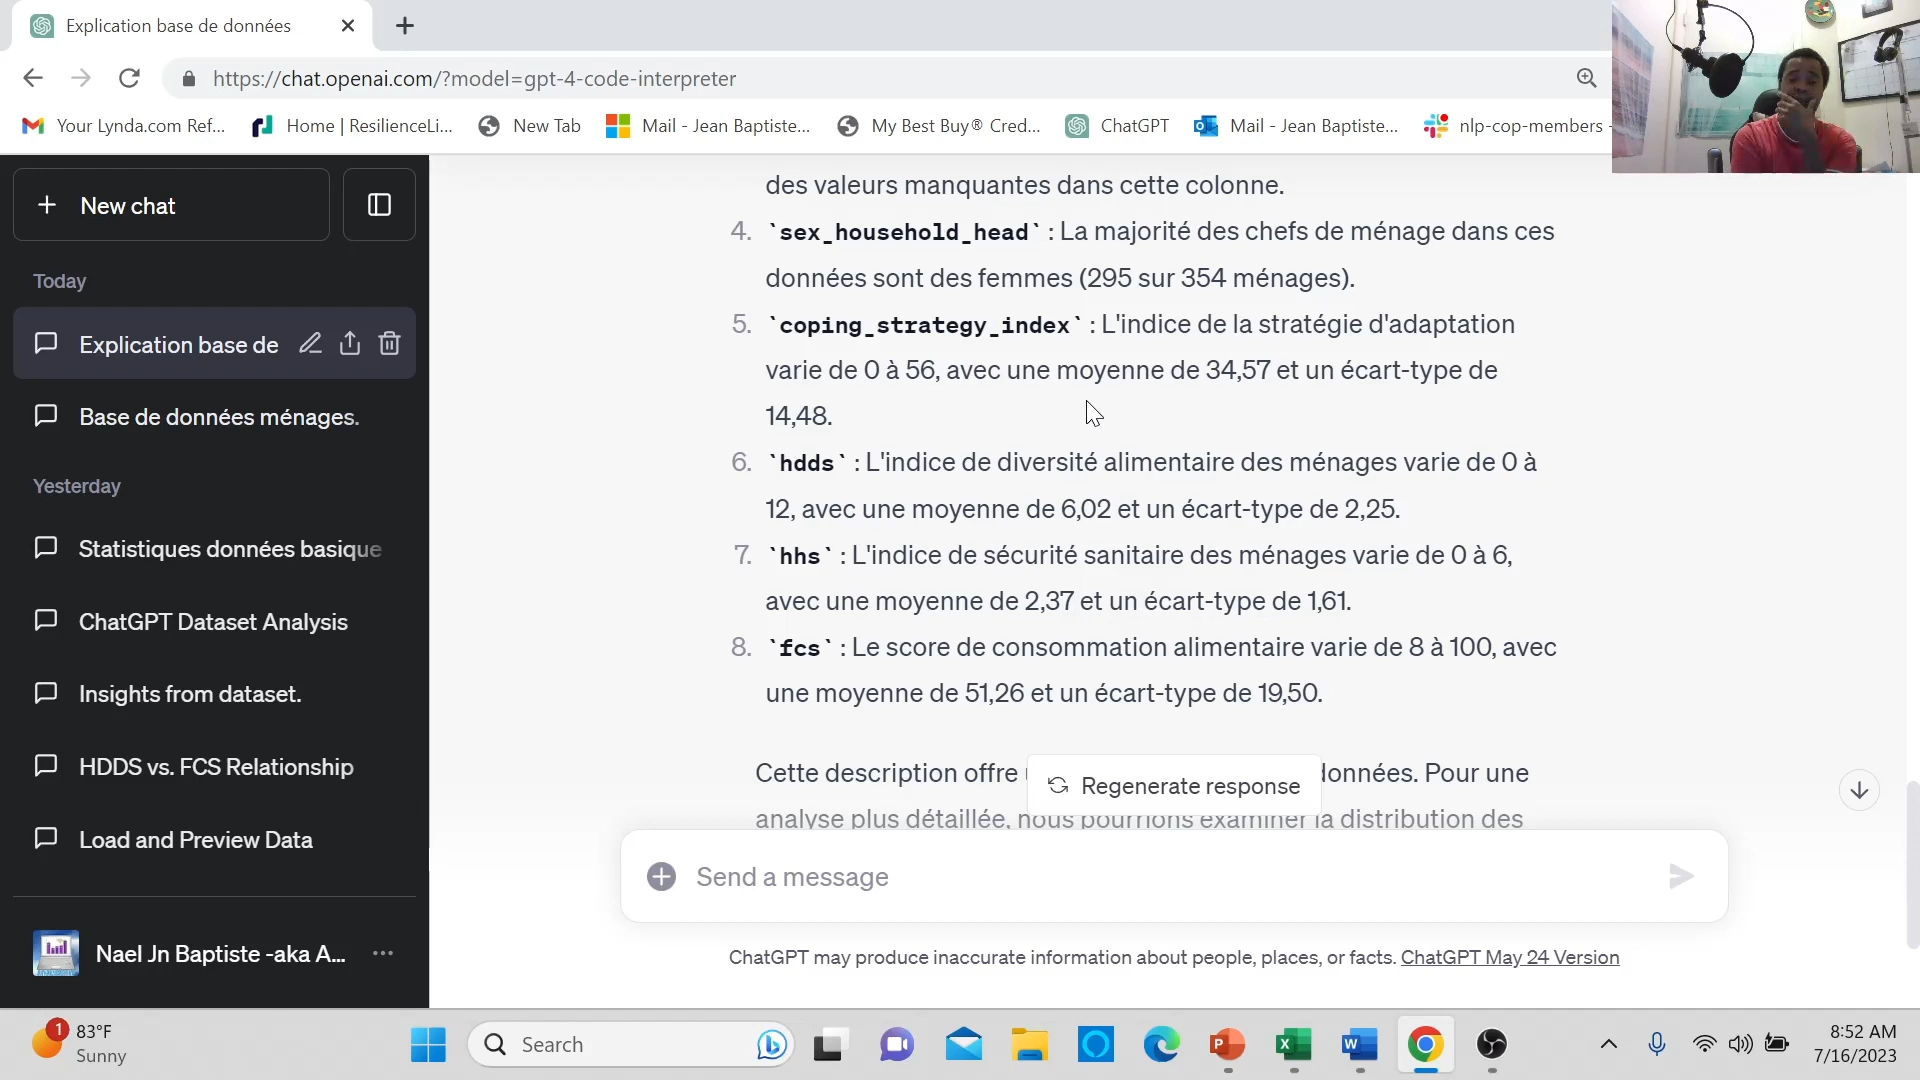 Explication base de données
https://chat.openai.com/?model=gpt-4-code-interpreter
Your Lynda.com Ref...
Home | ResilienceLi...
New Tab
Mail - Jean Baptiste...
My Best Buy® Cred...
ChatGPT
Mail - Jean Baptiste...
nlp-cop-members -
New chat
Today
Explication base de
Base de données ménages.
Yesterday
Statistiques données basique
ChatGPT Dataset Analysis
Insights from dataset.
HDDS vs. FCS Relationship
Load and Preview Data
Nael Jn Baptiste -aka A...
des valeurs manquantes dans cette colonne.
4. `sex_household_head` : La majorité des chefs de ménage dans ces
données sont des femmes (295 sur 354 ménages).
5. `coping_strategy_index` : L'indice de la stratégie d'adaptation
varie de 0 à 56, avec une moyenne de 34,57 et un écart-type de
14,48.
6. `hdds` : L'indice de diversité alimentaire des ménages varie de 0 à
12, avec une moyenne de 6,02 et un écart-type de 2,25.
7. `hhs` : L'indice de sécurité sanitaire des ménages varie de 0 à 6,
avec une moyenne de 2,37 et un écart-type de 1,61.
8. `fcs` : Le score de consommation alimentaire varie de 8 à 100, avec
une moyenne de 51,26 et un écart-type de 19,50.
Cette description offre données. Pour une
Regenerate response
analyse plus détaillée, nous pourrions examiner la distribution des
Send a message
ChatGPT may produce inaccurate information about people, places, or facts. ChatGPT May 24 Version
1
83°F
Sunny
Search
8:52 AM
7/16/2023